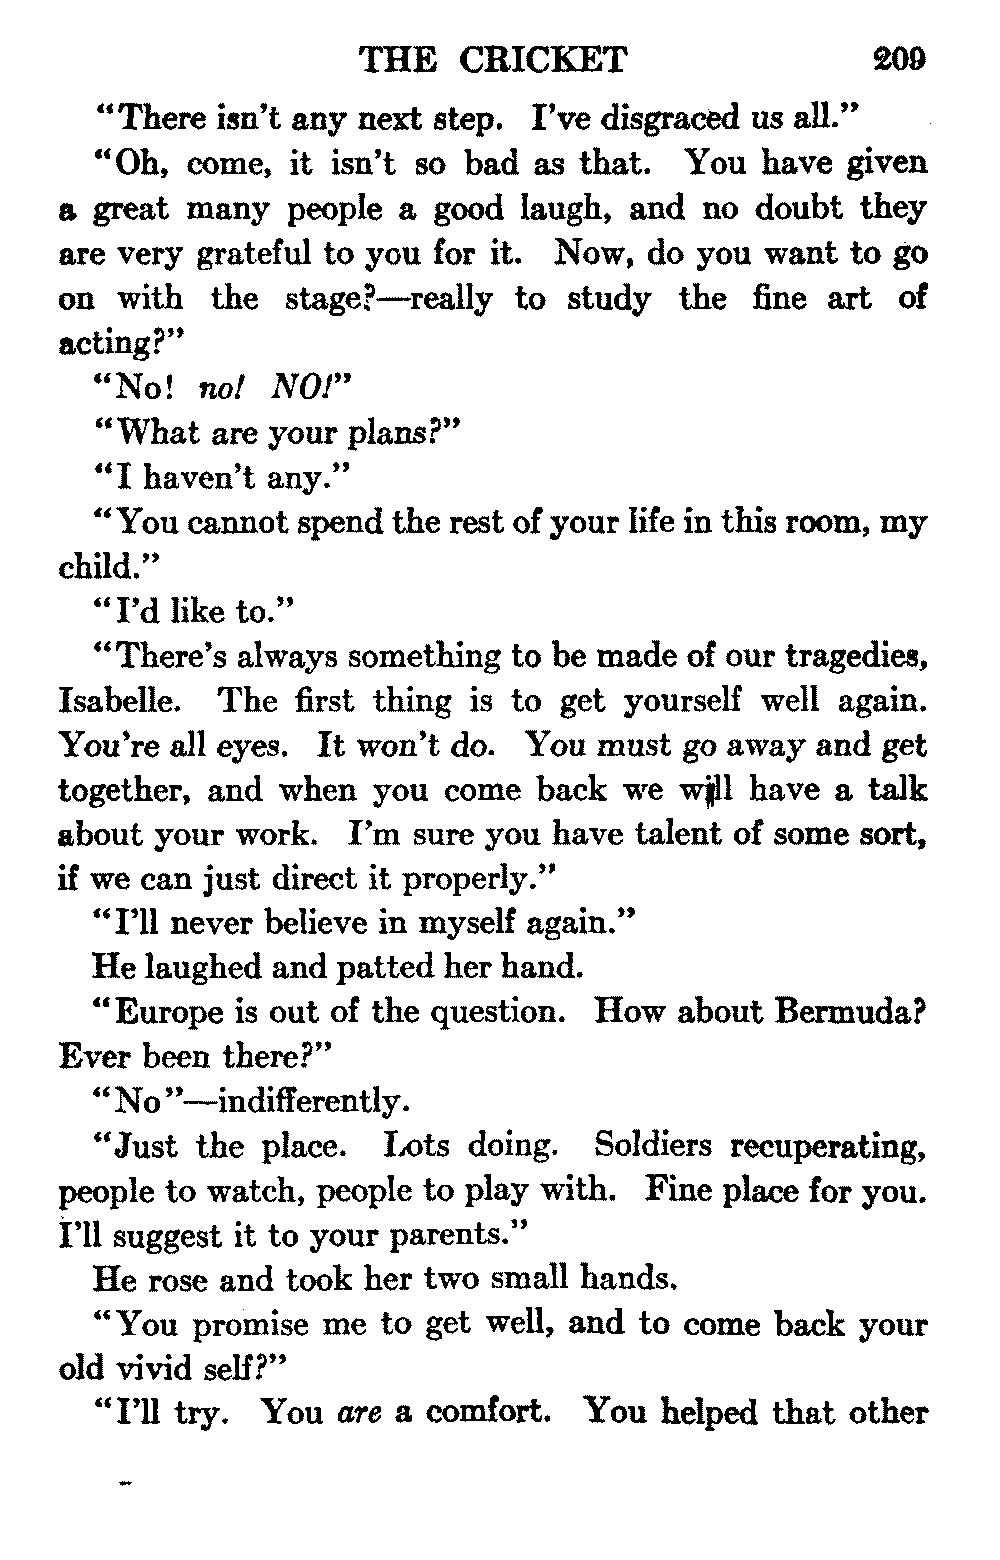 THE CRICKET 209
"There isn't any next step. I've disgraced us all."
"Oh, come, it isn't so bad as that. You have given
a great many people a good laugh, and no doubt they
are very grateful to you for it. Now, do you want to go
on with the stage?—really to study the fine art of
acting?"
"No! no! NO!"
"What are your plans?"
"I haven't any."
"You cannot spend the rest of your life in this room, my
child."
"I'd like to."
"There's always something to be made of our tragedies,
Isabelle. The first thing is to get yourself well again.
You're all eyes. It won't do. You must go away and get
together, and when you come back we will have a talk
about your work. I'm sure you have talent of some sort,
if we can just direct it properly."
"I'll never believe in myself again."
He laughed and patted her hand.
"Europe is out of the question. How about Bermuda?
Ever been there?"
"No"—indifferently.
"Just the place. Lots doing. Soldiers recuperating,
people to watch, people to play with. Fine place for you.
I'll suggest it to your parents."
He rose and took her two small hands.
"You promise me to get well, and to come back your
old vivid self?"
"I'll try. You are a comfort. You helped that other